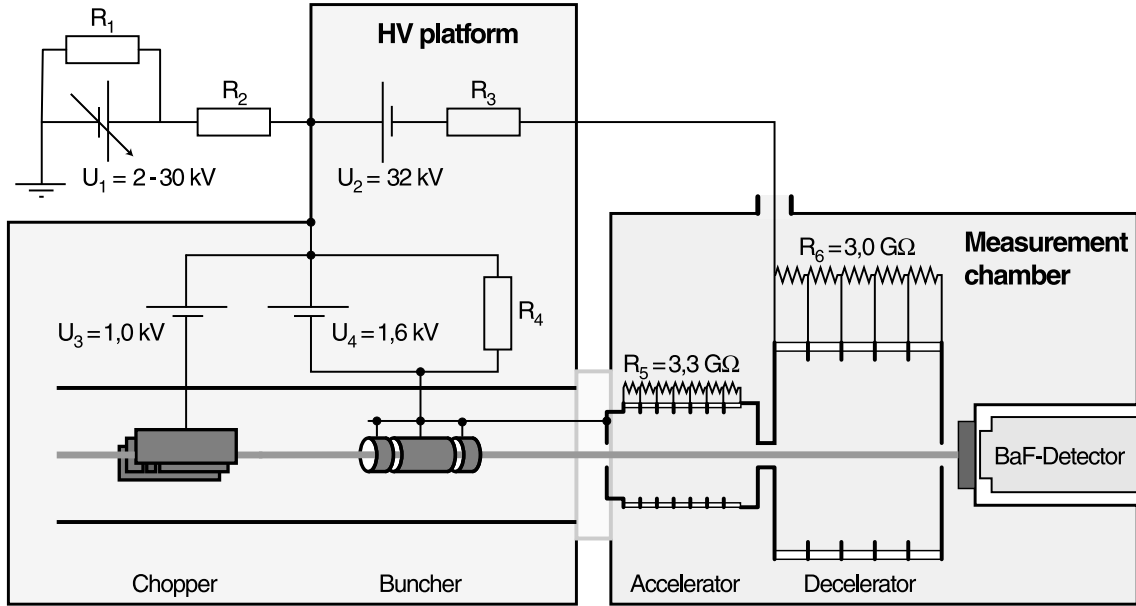 R1
HV platform
R2
R3
U1 = 2 - 30 kV
U2 = 32 kV
R6 = 3,0 GΩ
Measurement
chamber
U3 = 1,0 kV
U4 = 1,6 kV
R4
R5 = 3,3 GΩ
BaF-Detector
Chopper
Buncher
Accelerator
Decelerator